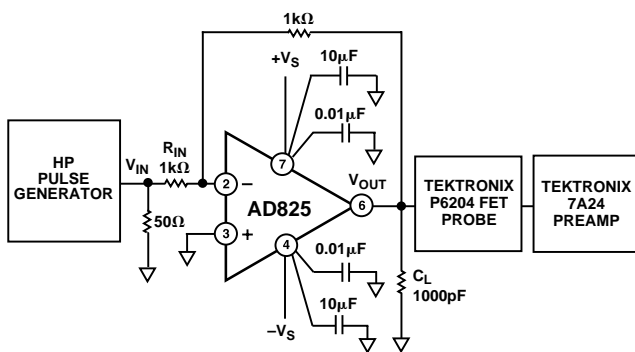 1kΩ
+VS
10µF
0.01µF
HP
PULSE
GENERATOR
VIN
RIN
1kΩ
50Ω
2
−
3
+
7
AD825
4
VOUT
6
TEKTRONIX
P6204 FET
PROBE
TEKTRONIX
7A24
PREAMP
0.01µF
10µF
−VS
CL
1000pF